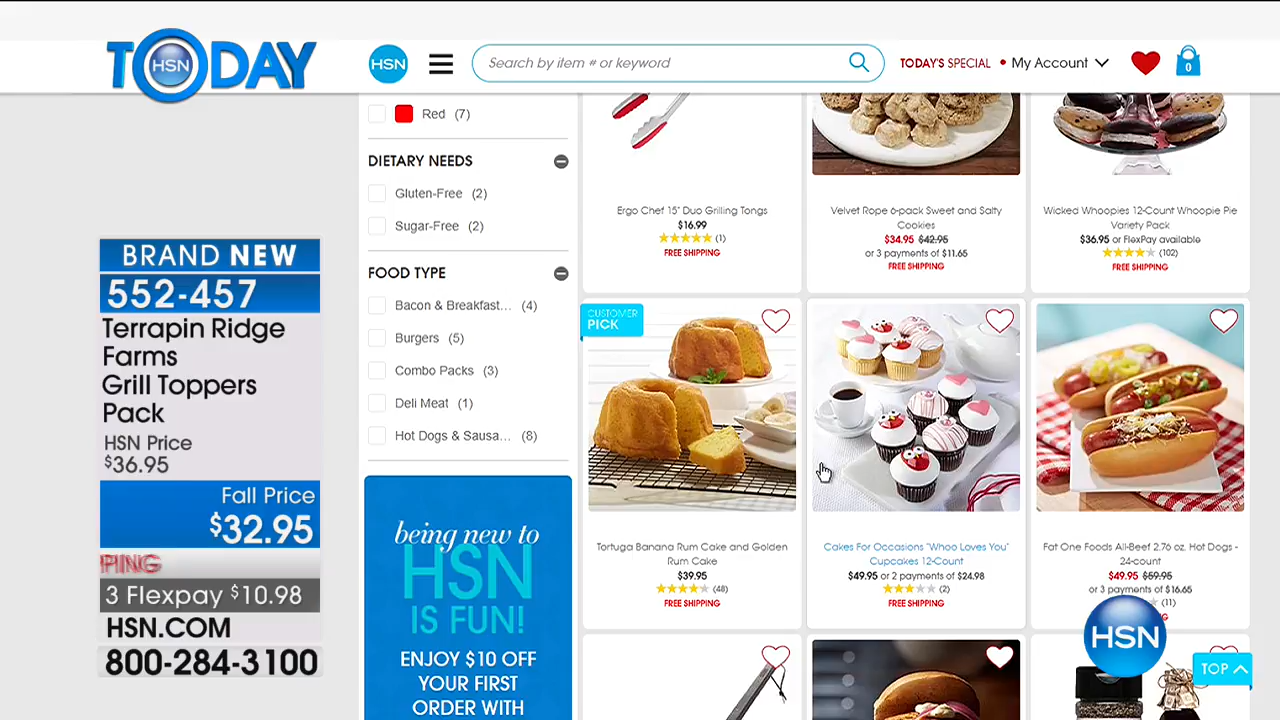 TODAY
HSN
HSN
Search by item # or keyword
TODAY'S SPECIAL
My Account
0
BRAND NEW
552-457
Terrapin Ridge
Farms
Grill Toppers
Pack
HSN Price
$36.95
Fall Price
$32.95
3 Flexpay $10.98
HSN.COM
800-284-3100
Red (7)
DIETARY NEEDS
Gluten-Free (2)
Sugar-Free (2)
FOOD TYPE
Bacon & Breakfast... (4)
Burgers (5)
Combo Packs (3)
Deli Meat (1)
Hot Dogs & Sausa... (8)
being new to
HSN
IS FUN!
ENJOY $10 OFF
YOUR FIRST
ORDER WITH
Ergo Chef 15" Duo Grilling Tongs
$16.99
(1)
FREE SHIPPING
Velvet Rope 6-pack Sweet and Salty
Cookies
$34.95 $42.95
or 3 payments of $11.65
FREE SHIPPING
Wicked Whoopies 12-Count Whoopie Pie
Variety Pack
$36.95 or FlexPay available
(102)
FREE SHIPPING
CUSTOMER
PICK
Tortuga Banana Rum Cake and Golden
Rum Cake
$39.95
(48)
FREE SHIPPING
Cakes For Occasions "Whoo Loves You"
Cupcakes 12-Count
$49.95 or 2 payments of $24.98
(2)
FREE SHIPPING
Fat One Foods All-Beef 2.76 oz. Hot Dogs -
24-count
$49.95 $59.95
or 3 payments of $16.65
(11)
HSN
TOP